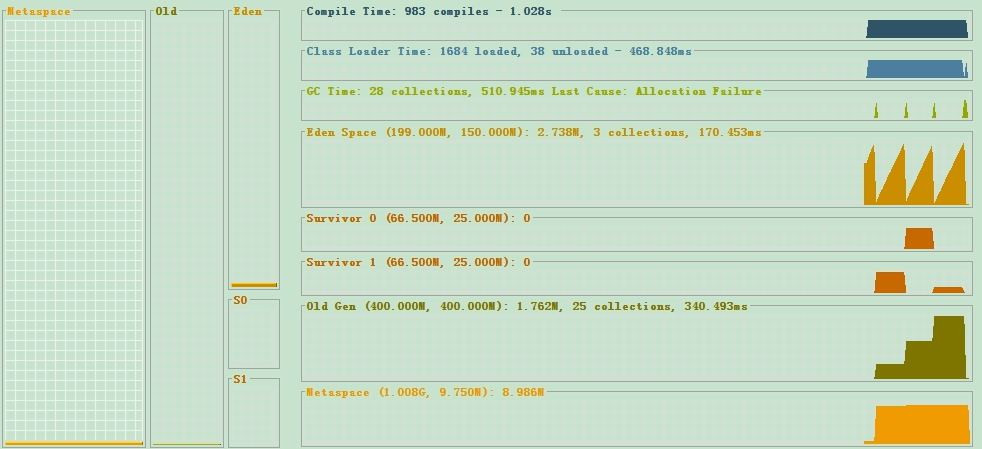 Metaspace
Old
Eden
S0
S1
Compile Time: 983 compiles - 1.028s
Class Loader Time: 1684 loaded, 38 unloaded - 468.848ms
GC Time: 28 collections, 510.945ms Last Cause: Allocation Failure
Eden Space (199.000M, 150.000M): 2.738M, 3 collections, 170.453ms
Survivor 0 (66.500M, 25.000M): 0
Survivor 1 (66.500M, 25.000M): 0
Old Gen (400.000M, 400.000M): 1.762M, 25 collections, 340.493ms
Metaspace (1.008G, 9.750M): 8.986M